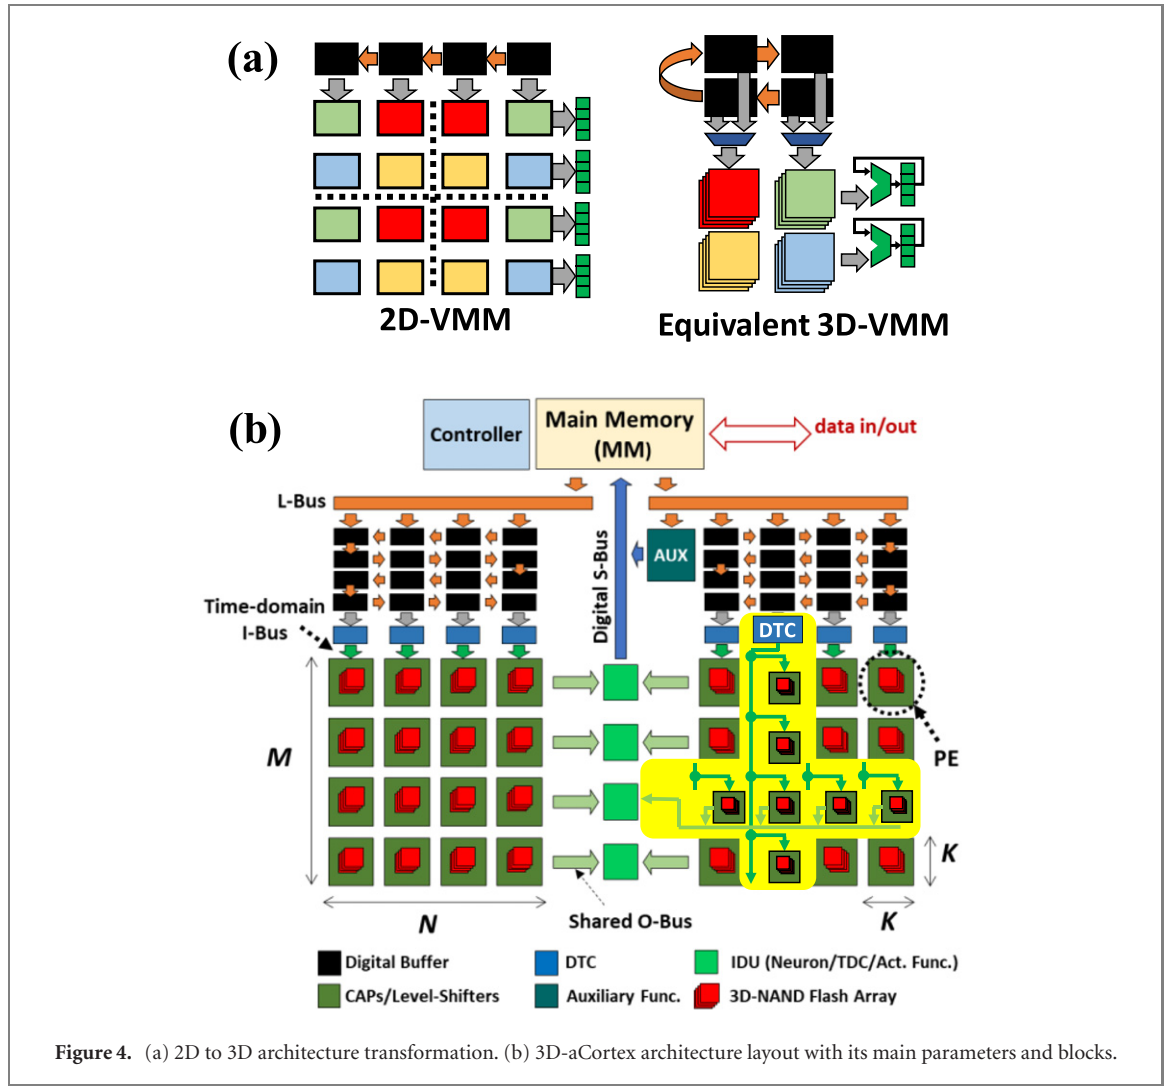 (a)
2D-VMM
Equivalent 3D-VMM
(b)
Controller
Main Memory
(MM)
data in/out
L-Bus
Digital S-Bus
AUX
Time-domain
I-Bus
DTC
M
PE
K
N
K
Shared O-Bus
Digital Buffer
DTC
IDU (Neuron/TDC/Act. Func.)
CAPs/Level-Shifters
Auxiliary Func.
3D-NAND Flash Array
Figure 4. (a) 2D to 3D architecture transformation. (b) 3D-aCortex architecture layout with its main parameters and blocks.